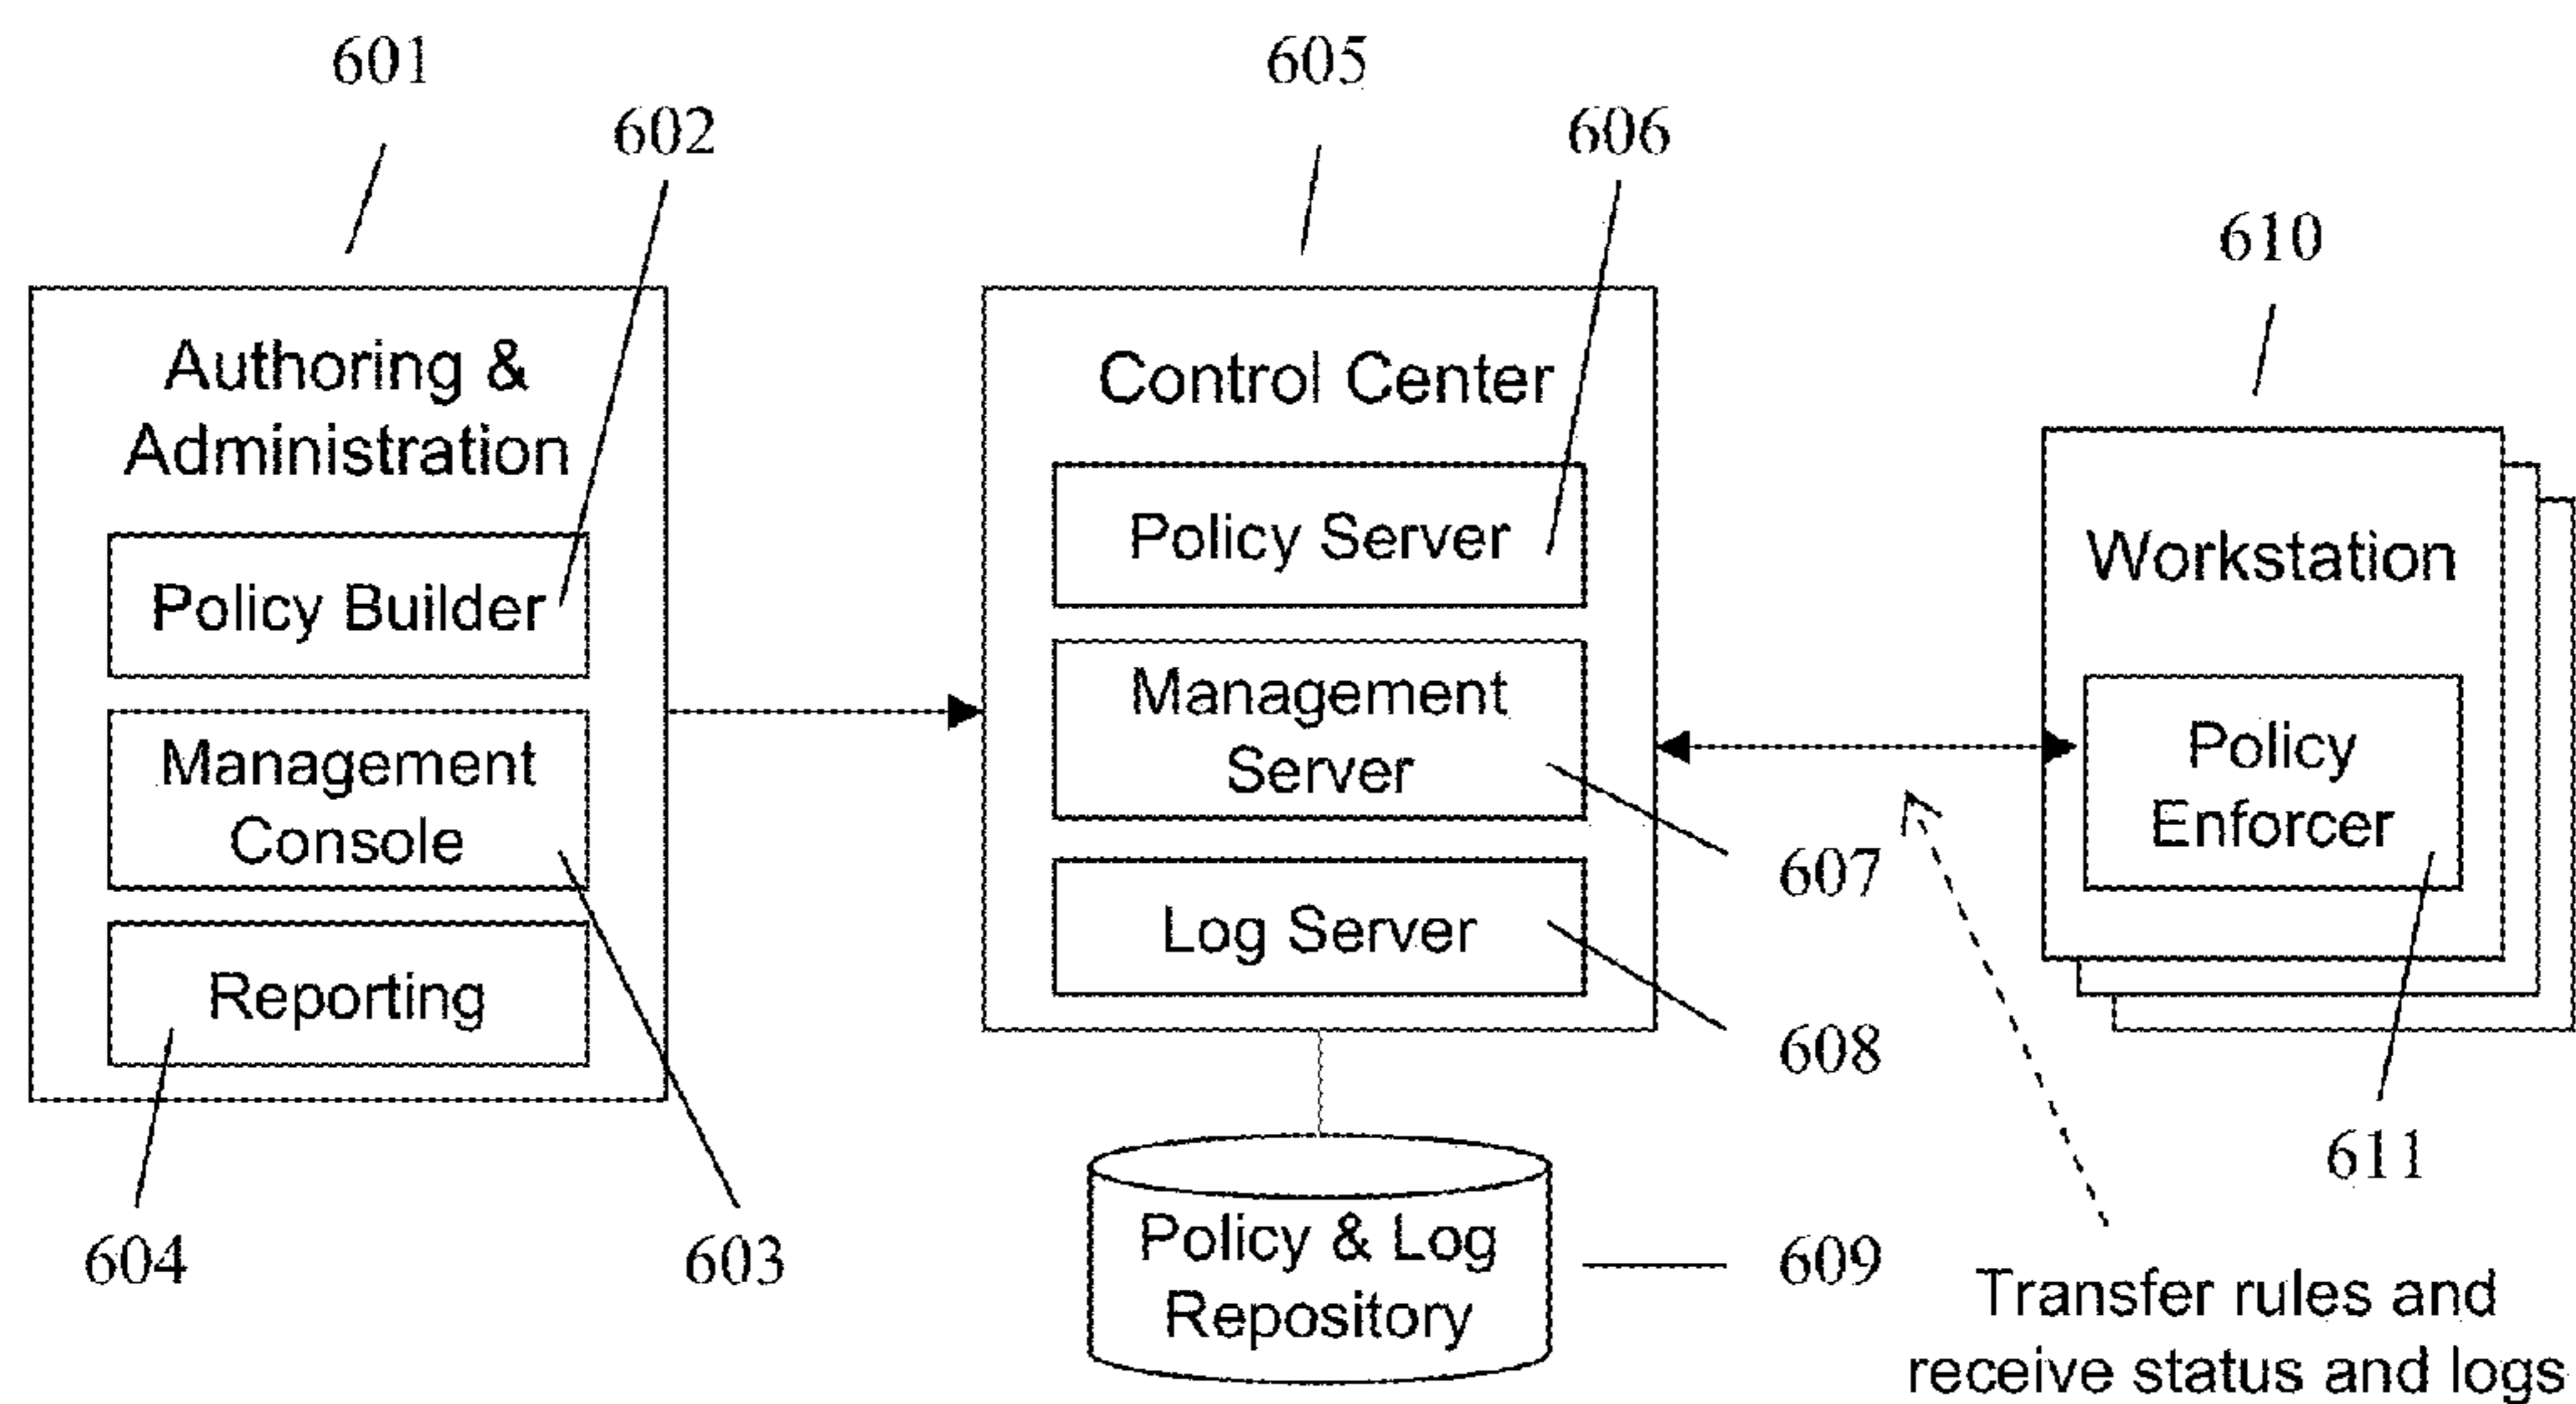 601
605
602
606
610
Authoring &
Administration
Policy Builder
Management
Console
Reporting
604
603
Control Center
Policy Server
Management
Server
Log Server
607
608
Policy & Log
Repository
609
Workstation
Policy
Enforcer
611
Transfer rules and
receive status and logs